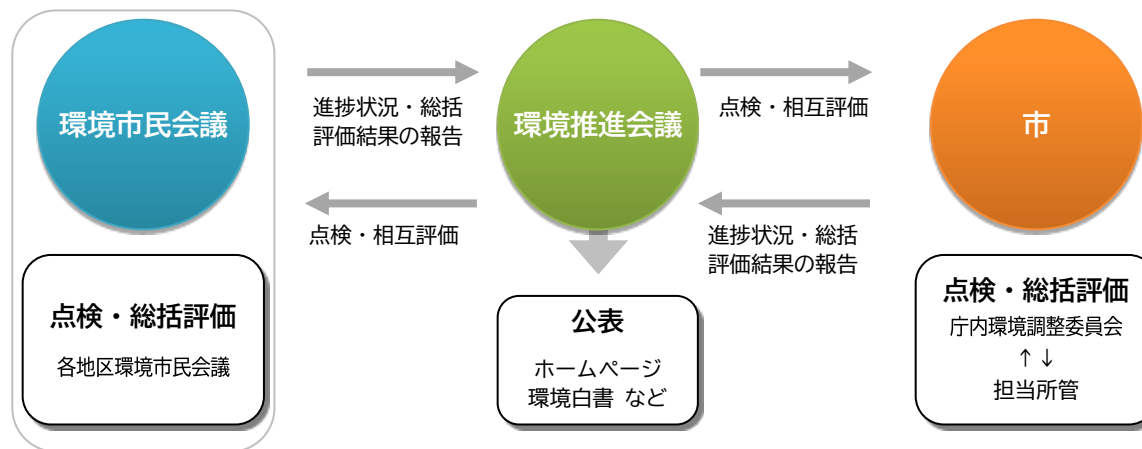 環境市民会議
進捗状況・総括
評価結果の報告
環境推進会議
点検・相互評価
市
点検・相互評価
進捗状況・総括
評価結果の報告
点検・総括評価
各地区環境市民会議
公表
ホームページ
環境白書 など
点検・総括評価
庁内環境調整委員会
↑↓
担当所管